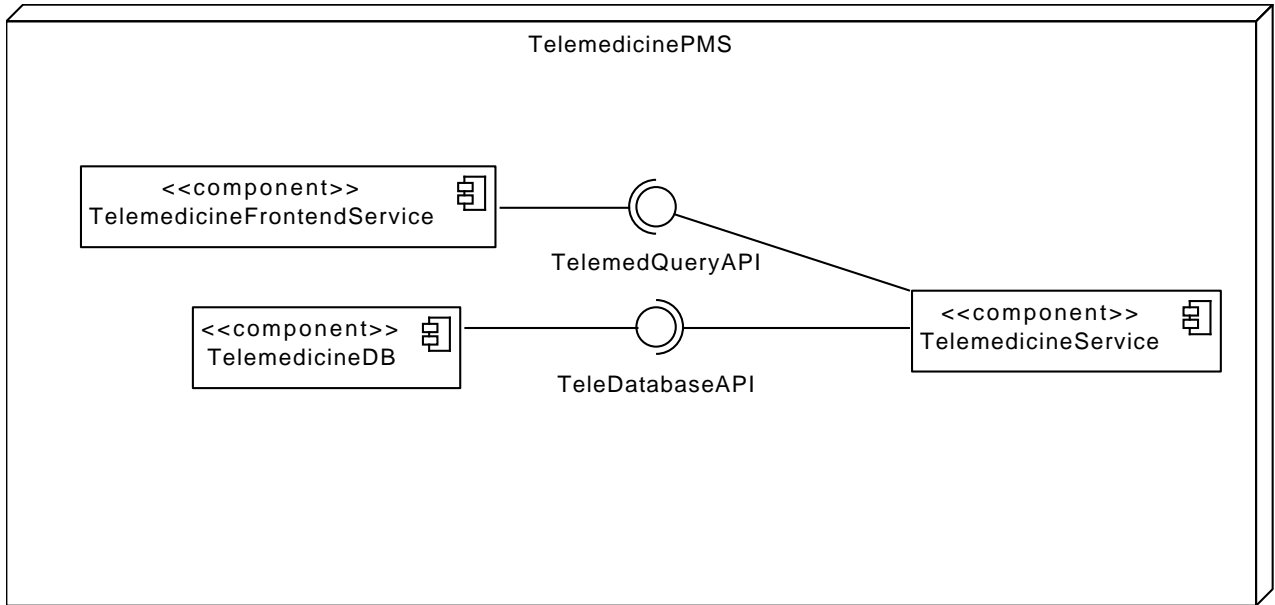 TelemedicinePMS
<<component>>
TelemedicineFrontendService
TelemedQueryAPI
<<component>>
TelemedicineDB
TeleDatabaseAPI
<<component>>
TelemedicineService